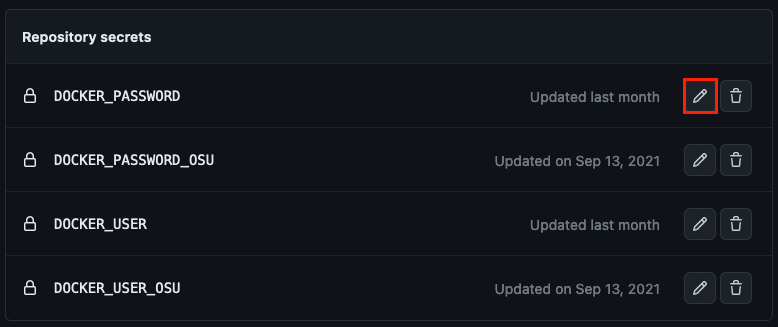 Repository secrets
DOCKER_PASSWORD Updated last month
DOCKER_PASSWORD_OSU Updated on Sep 13, 2021
DOCKER_USER Updated last month
DOCKER_USER_OSU Updated on Sep 13, 2021